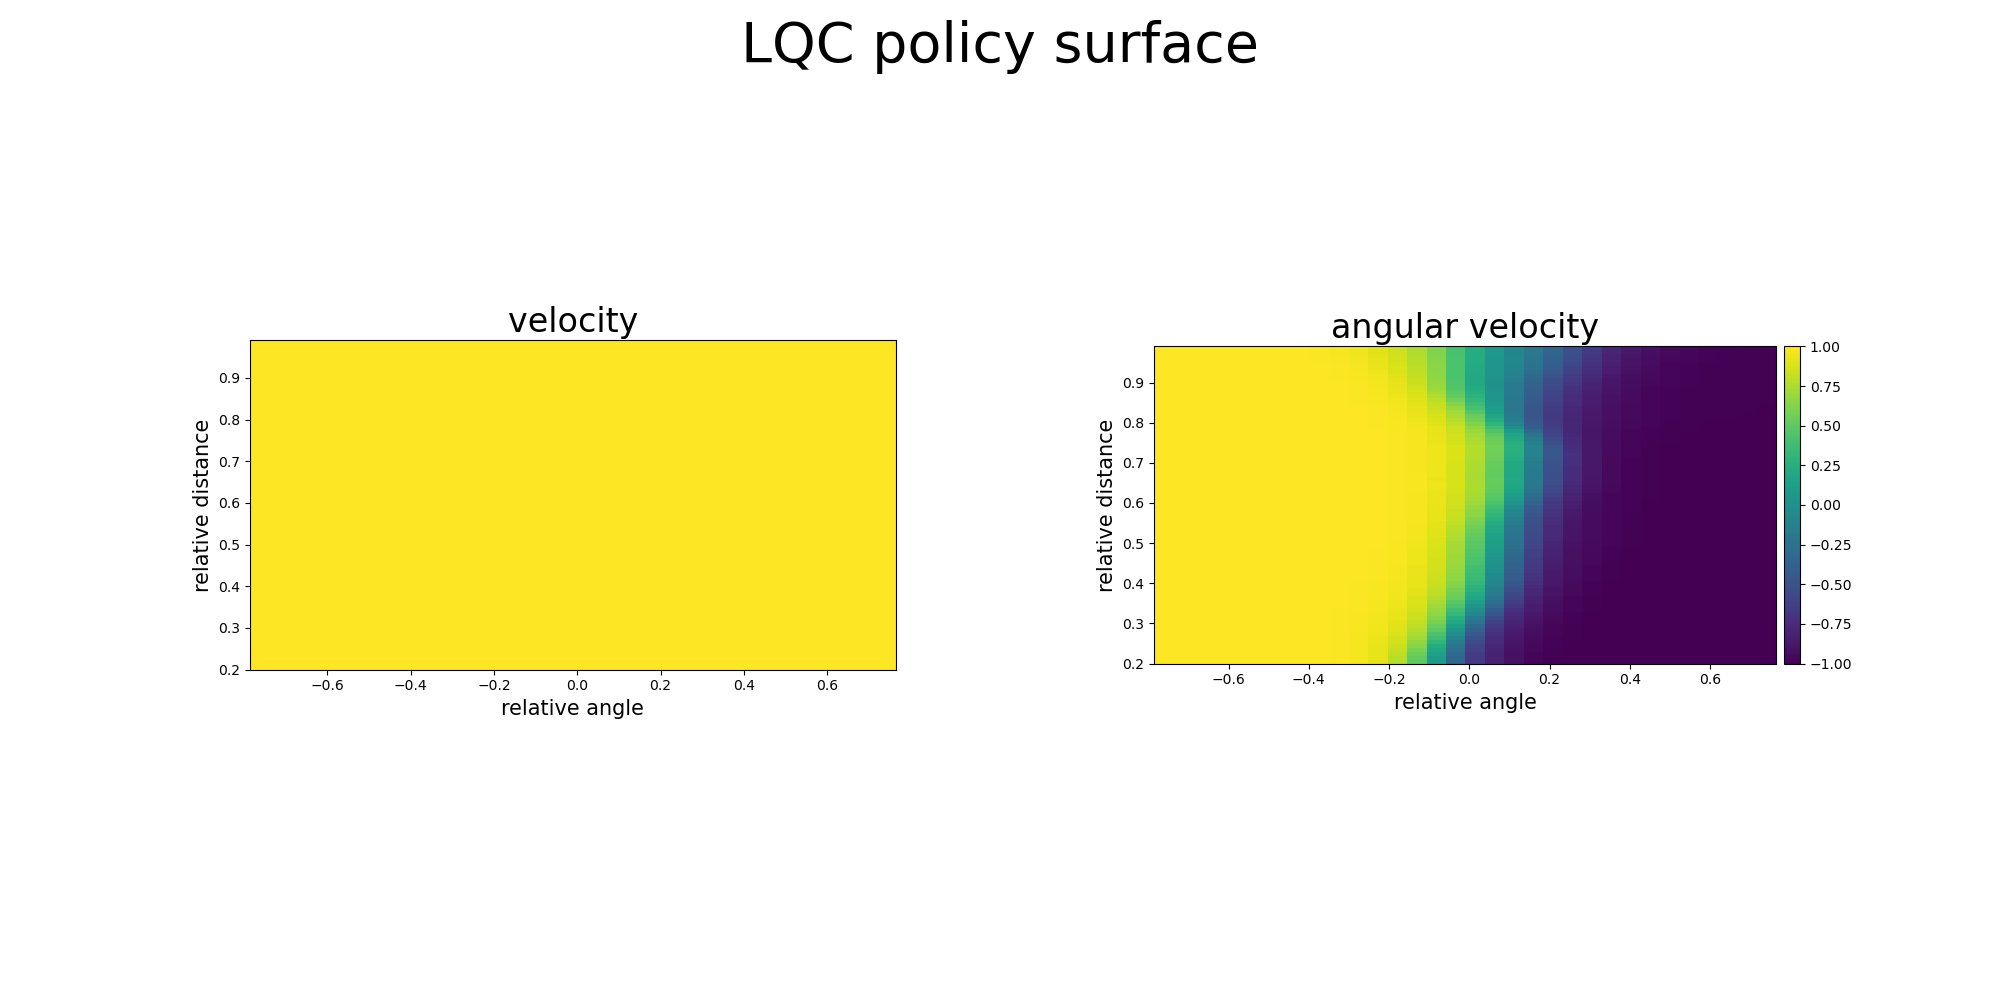 LQC policy surface
velocity
relative distance
0.9
0.8
0.7
0.6
0.5
0.4
0.3
0.2
−0.6 −0.4 −0.2 0.0 0.2 0.4 0.6
relative angle
angular velocity
relative distance
0.9
0.8
0.7
0.6
0.5
0.4
0.3
0.2
−0.6 −0.4 −0.2 0.0 0.2 0.4 0.6
relative angle
1.00
0.75
0.50
0.25
0.00
−0.25
−0.50
−0.75
−1.00